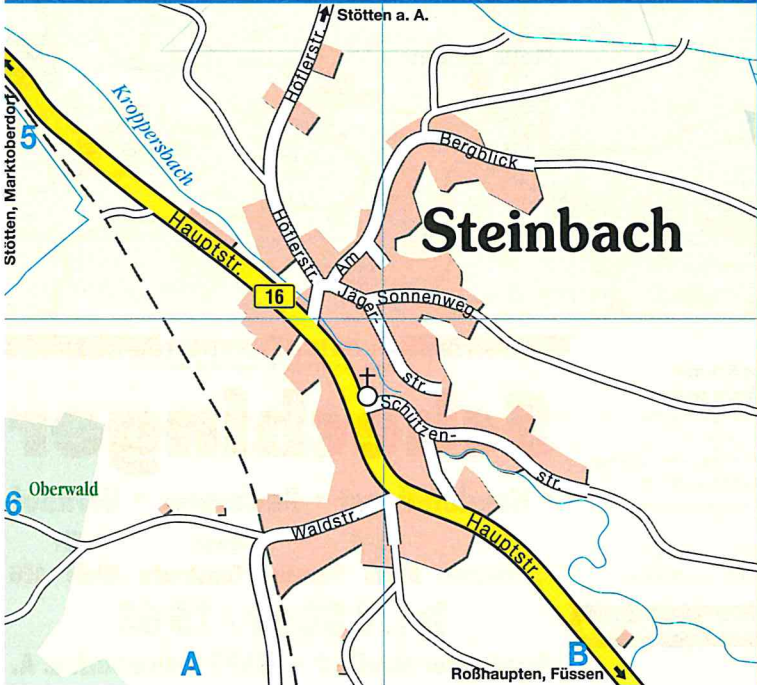 Stötten a. A.
Höflerstr.
Kroppersbach
Stötten, Marktoberdorf
5
Bergblick
Steinbach
Hauptstr.
Höflerstr.
Am
16
Jäger-
Sonnenweg
str.
Schützen-
str.
Oberwald
6
Waldstr.
Hauptstr.
A
B
Roßhaupten, Füssen